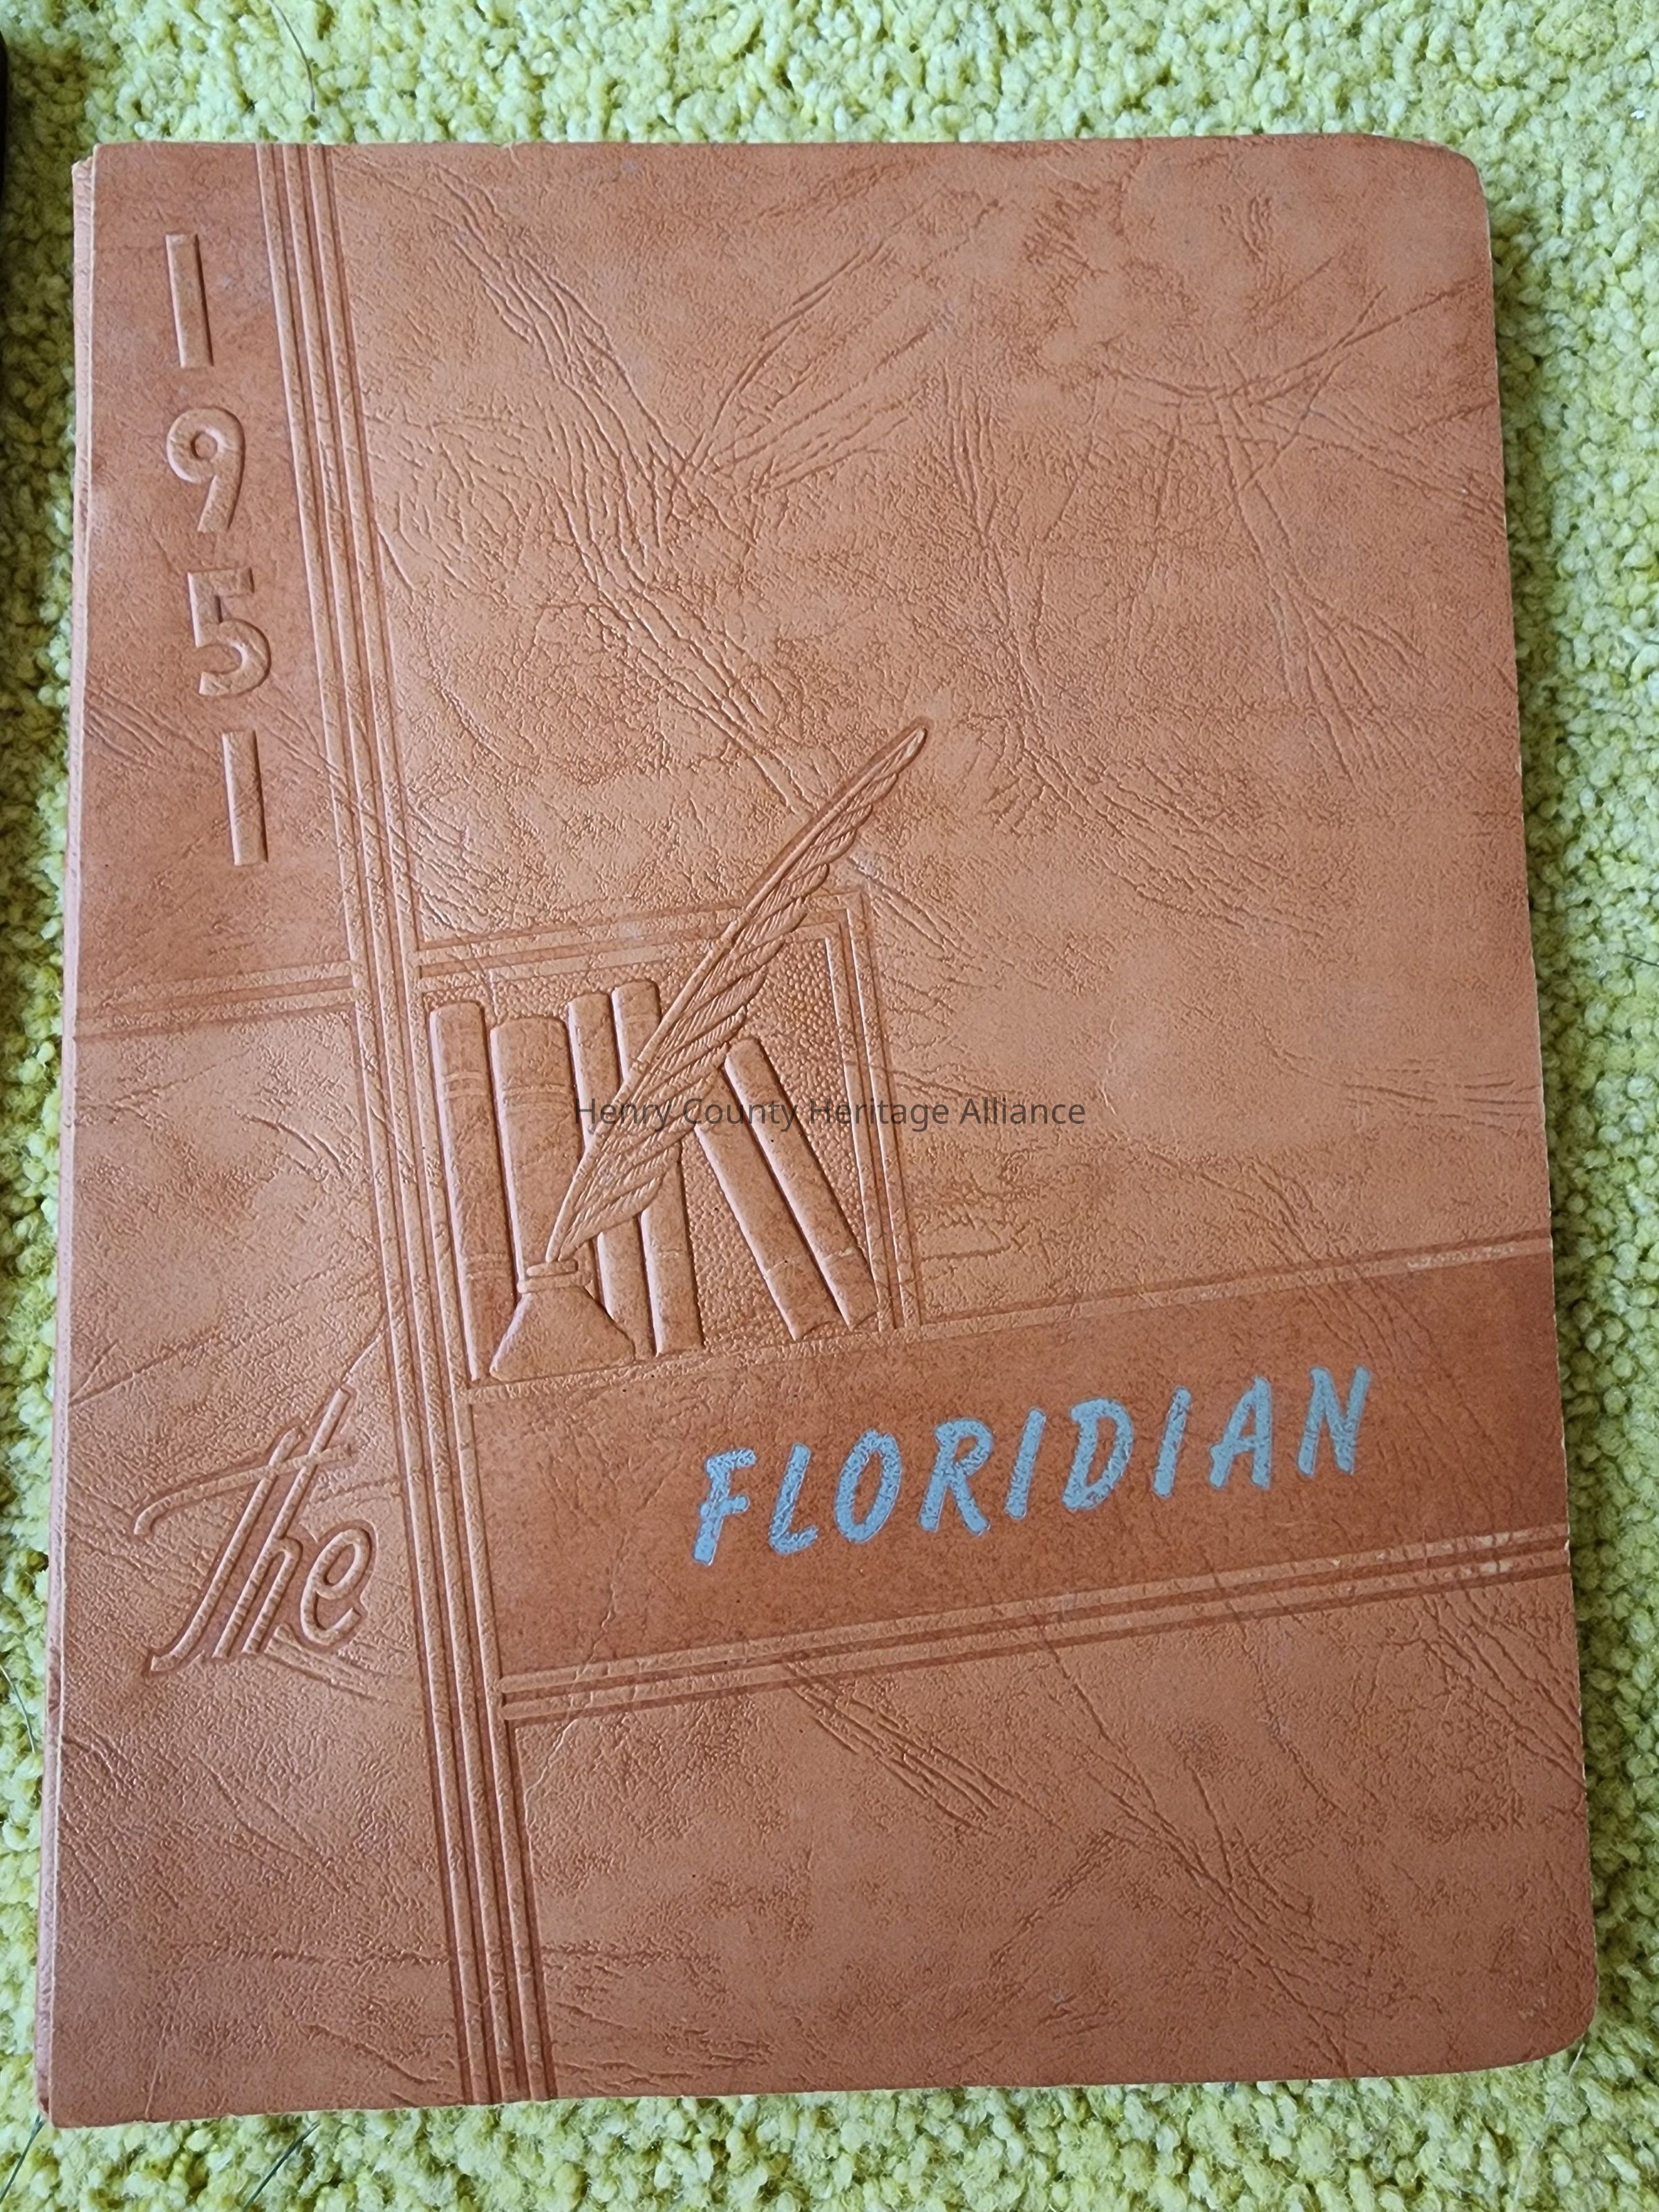 1951
Henry County Heritage Alliance
The
FLORIDIAN